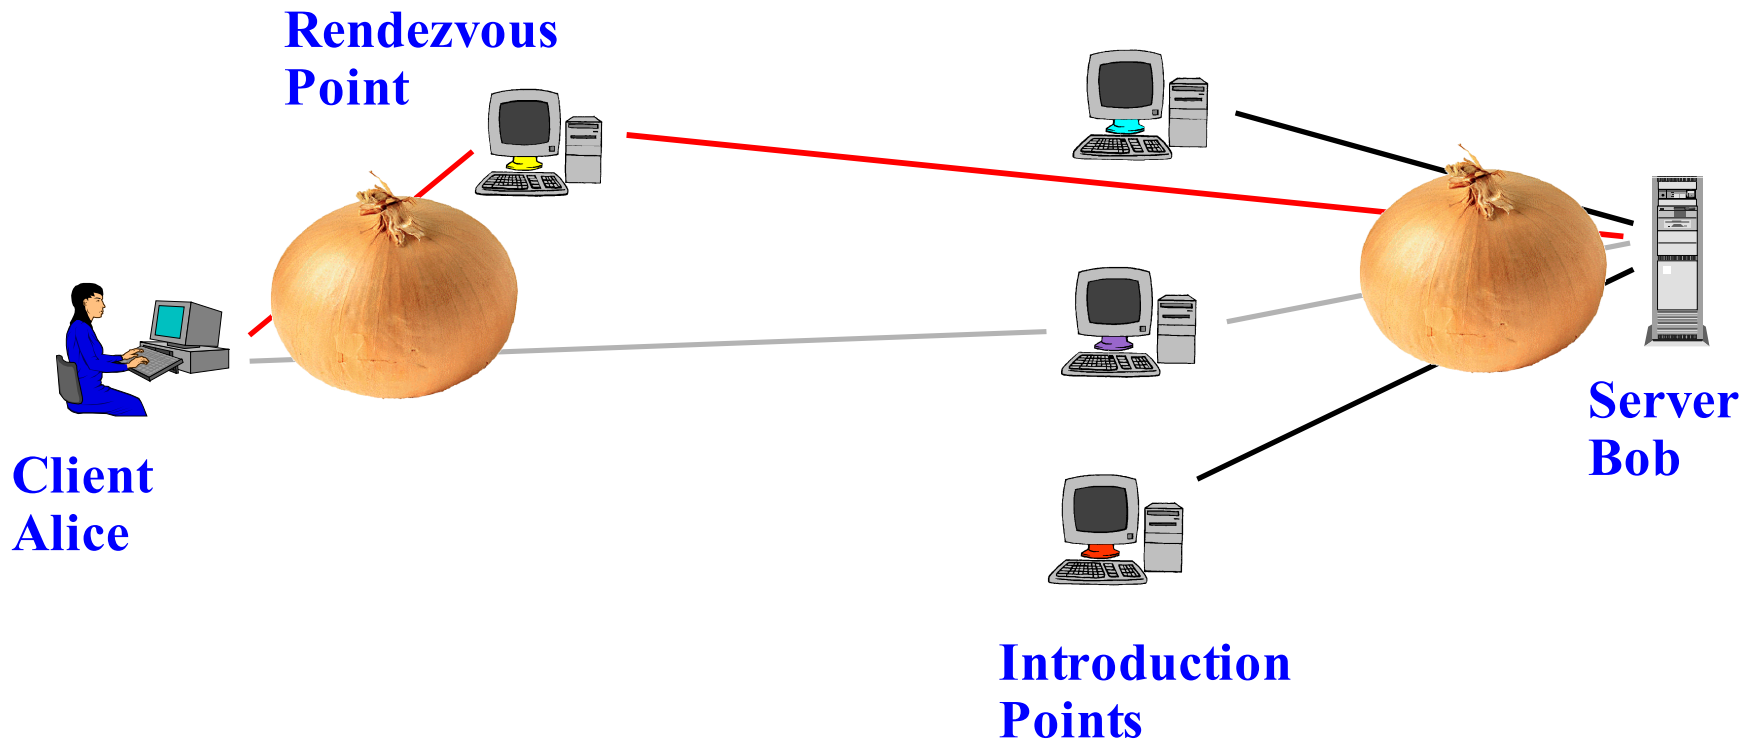 Rendezvous
Point
Client
Alice
Server
Bob
Introduction
Points